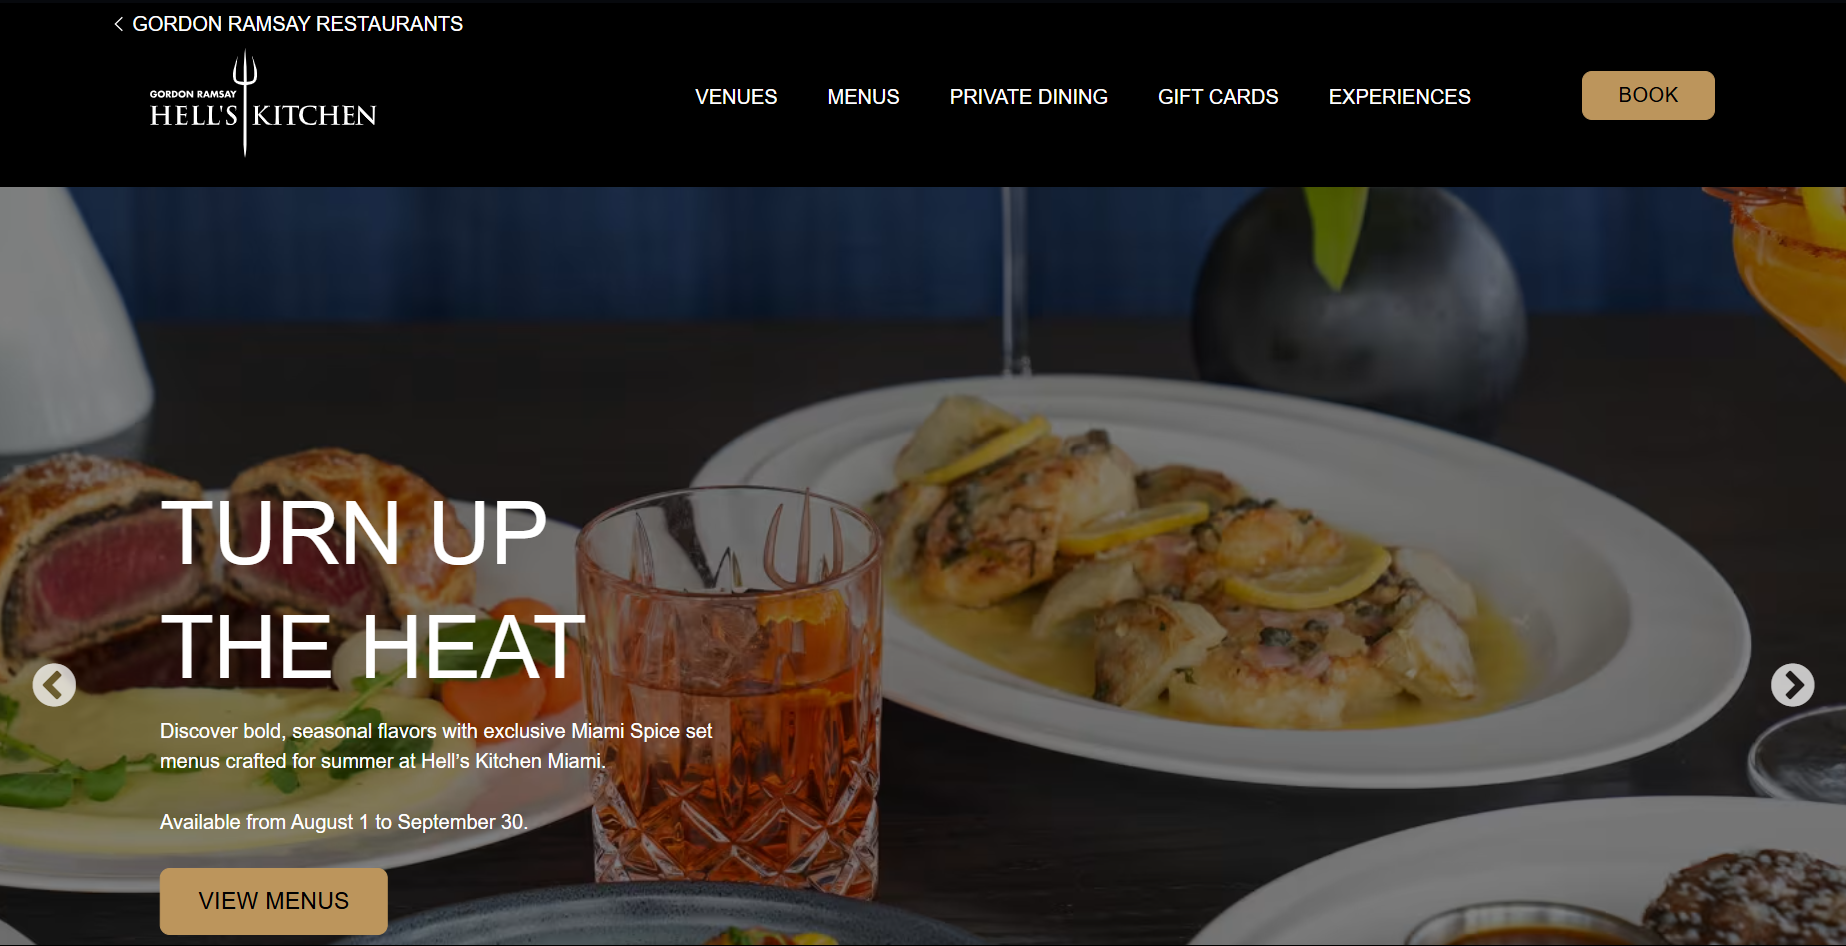 GORDON RAMSAY RESTAURANTS
GORDON RAMSAY
HELL'S KITCHEN
VENUES MENUS PRIVATE DINING GIFT CARDS EXPERIENCES BOOK
TURN UP
THE HEAT
Discover bold, seasonal flavors with exclusive Miami Spice set
menus crafted for summer at Hell's Kitchen Miami.
Available from August 1 to September 30.
VIEW MENUS